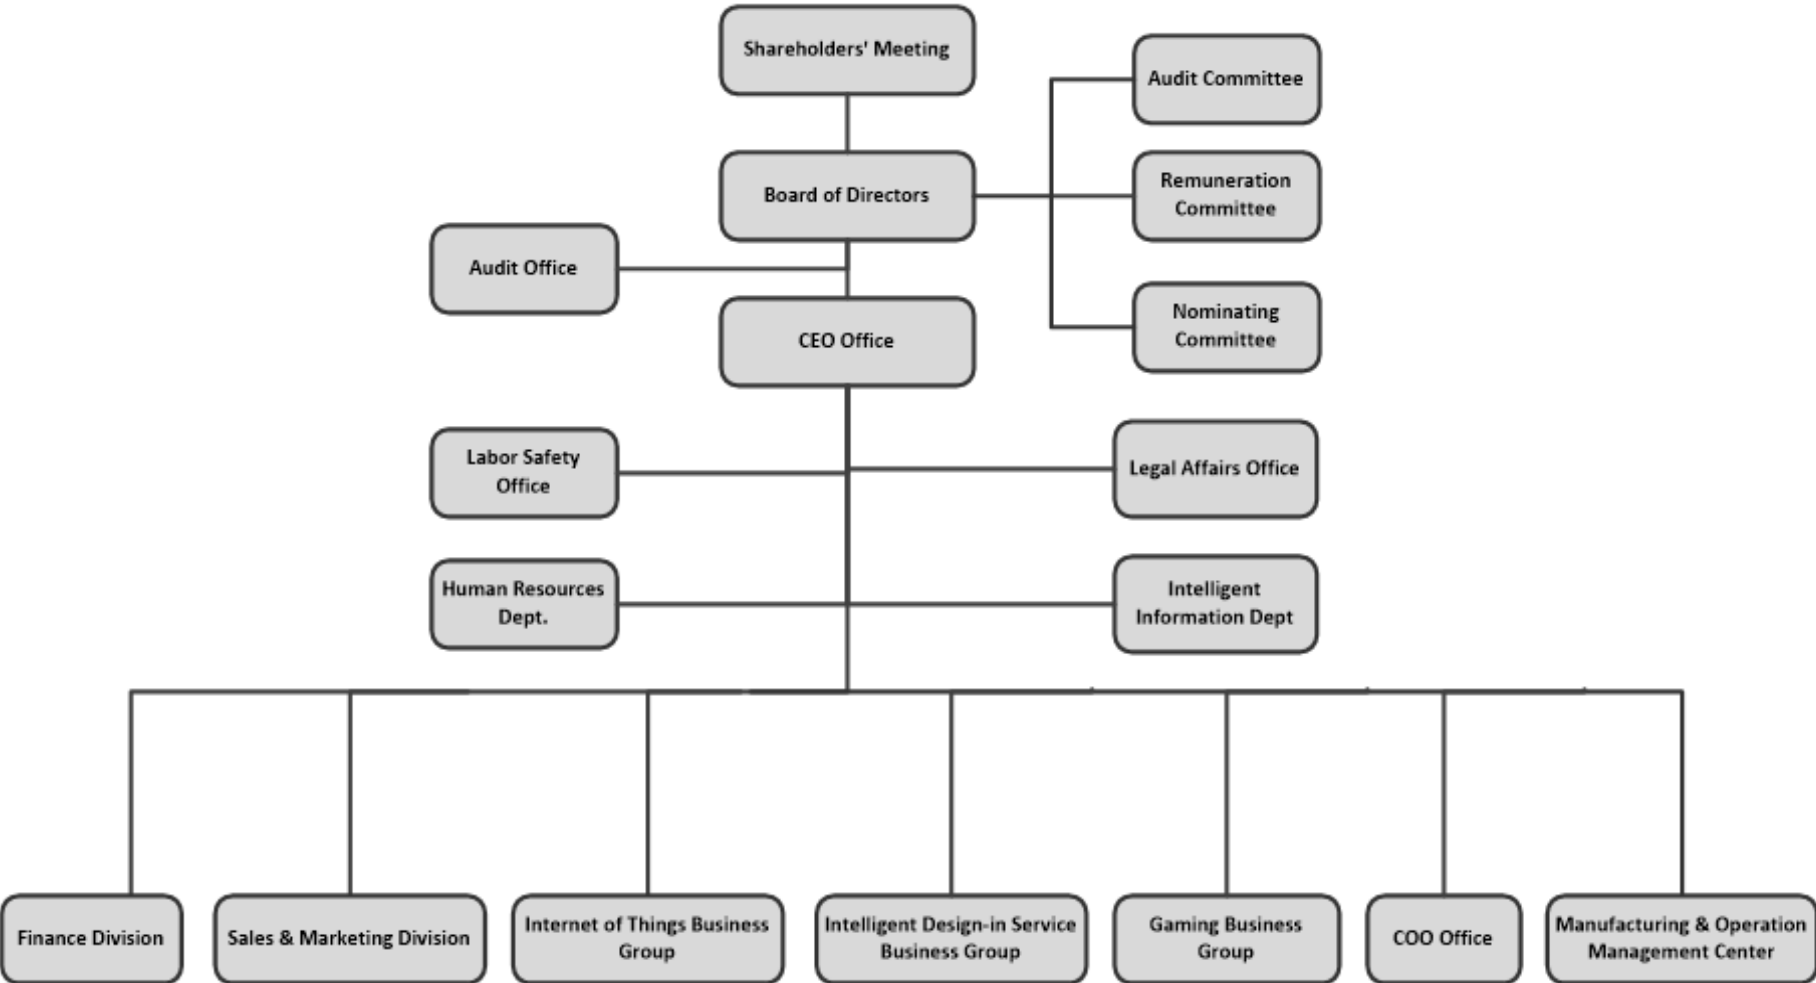 Shareholders' Meeting
Audit Committee
Board of Directors
Remuneration
Committee
Audit Office
Nominating
Committee
CEO Office
Labor Safety
Office
Legal Affairs Office
Human Resources
Dept.
Intelligent
Information Dept
Finance Division
Sales & Marketing Division
Internet of Things Business
Group
Intelligent Design-in Service
Business Group
Gaming Business
Group
COO Office
Manufacturing & Operation
Management Center